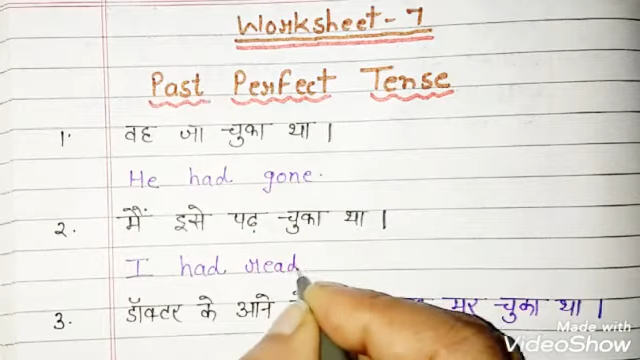 Worksheet-7
Past Perfect Tense
1. वह जा चुका था ।
He had gone.
2. मैं इसे पढ़ चुका था ।
I had read
3. डॉक्टर के आने मर चुका था ।
Made with
VideoShow